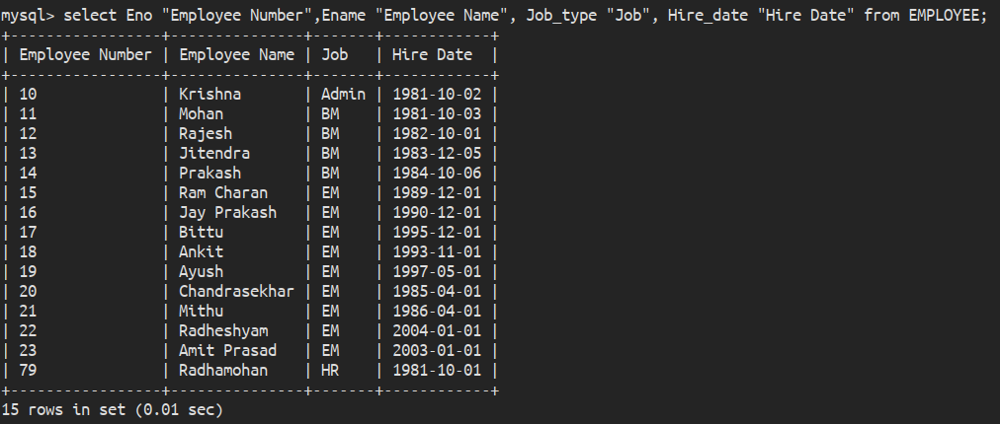 mysql> select Eno "Employee Number",Ename "Employee Name", Job_type "Job", Hire_date "Hire Date" from EMPLOYEE;
+-----------------+---------------+-------+------------+
| Employee Number | Employee Name | Job   | Hire Date  |
+-----------------+---------------+-------+------------+
| 10              | Krishna       | Admin | 1981-10-02 |
| 11              | Mohan         | BM    | 1981-10-03 |
| 12              | Rajesh        | BM    | 1982-10-01 |
| 13              | Jitendra      | BM    | 1983-12-05 |
| 14              | Prakash       | BM    | 1984-10-06 |
| 15              | Ram Charan    | EM    | 1989-12-01 |
| 16              | Jay Prakash   | EM    | 1990-12-01 |
| 17              | Bittu         | EM    | 1995-12-01 |
| 18              | Ankit         | EM    | 1993-11-01 |
| 19              | Ayush         | EM    | 1997-05-01 |
| 20              | Chandrasekhar | EM    | 1985-04-01 |
| 21              | Mithu         | EM    | 1986-04-01 |
| 22              | Radheshyam    | EM    | 2004-01-01 |
| 23              | Amit Prasad   | EM    | 2003-01-01 |
| 79              | Radhamohan    | HR    | 1981-10-01 |
+-----------------+---------------+-------+------------+
15 rows in set (0.01 sec)